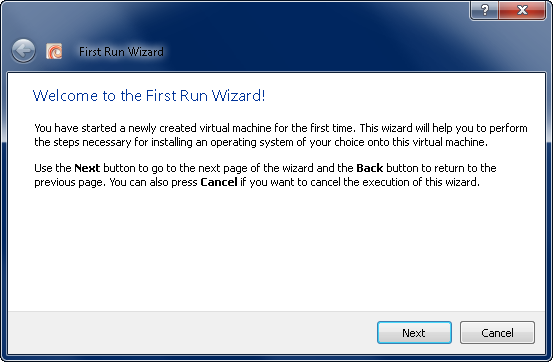 ?
First Run Wizard
Welcome to the First Run Wizard!
You have started a newly created virtual machine for the first time. This wizard will help you to perform
the steps necessary for installing an operating system of your choice onto this virtual machine.
Use the Next button to go to the next page of the wizard and the Back button to return to the
previous page. You can also press Cancel if you want to cancel the execution of this wizard.
Next
Cancel